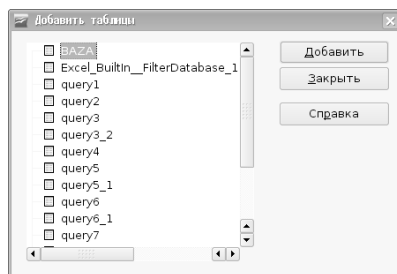 Добавить таблицы
BAZA
Excel_BuiltIn__FilterDatabase_1
query1
query2
query3
query3_2
query4
query5
query5_1
query6
query6_1
query7
Добавить
Закрыть
Справка